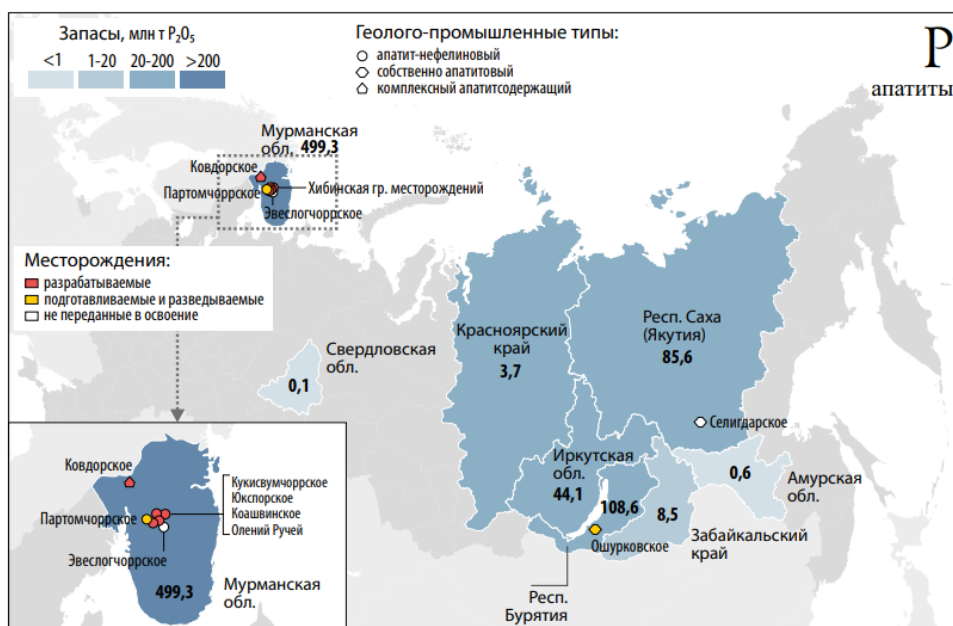 Запасы, млн т P₂O₅
<1 1-20 20-200 >200
Геолого-промышленные типы:
апатит-нефелиновый
собственно апатитовый
комплексный апатитсодержащий
P
апатиты
Мурманская
обл. 499,3
Ковдорское
Партомчоррское
Хибинская гр. месторождений
Эвеслогчоррское
Месторождения:
разрабатываемые
подготавливаемые и разведываемые
не переданные в освоение
Свердловская
обл.
0,1
Красноярский
край
3,7
Респ. Саха
(Якутия)
85,6
Селигдарское
Иркутская
обл.
44,1
108,6
8,5
0,6
Амурская
обл.
Забайкальский
край
Ошурковское
Респ.
Бурятия
Ковдорское
Кукисвумчоррское
Юкспорское
Коашвинское
Олений Ручей
Партомчоррское
Эвеслогчоррское
499,3
Мурманская
обл.